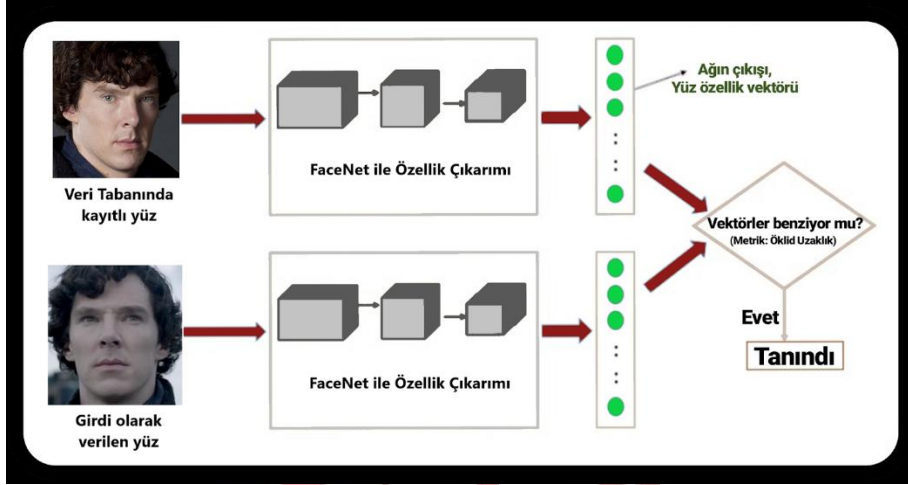 Veri Tabanında
kayıtlı yüz
FaceNet ile Özellik Çıkarımı
Ağın çıkışı,
Yüz özellik vektörü
Girdi olarak
verilen yüz
FaceNet ile Özellik Çıkarımı
Vektörler benziyor mu?
(Metrik: Öklid Uzaklık)
Evet
Tanındı